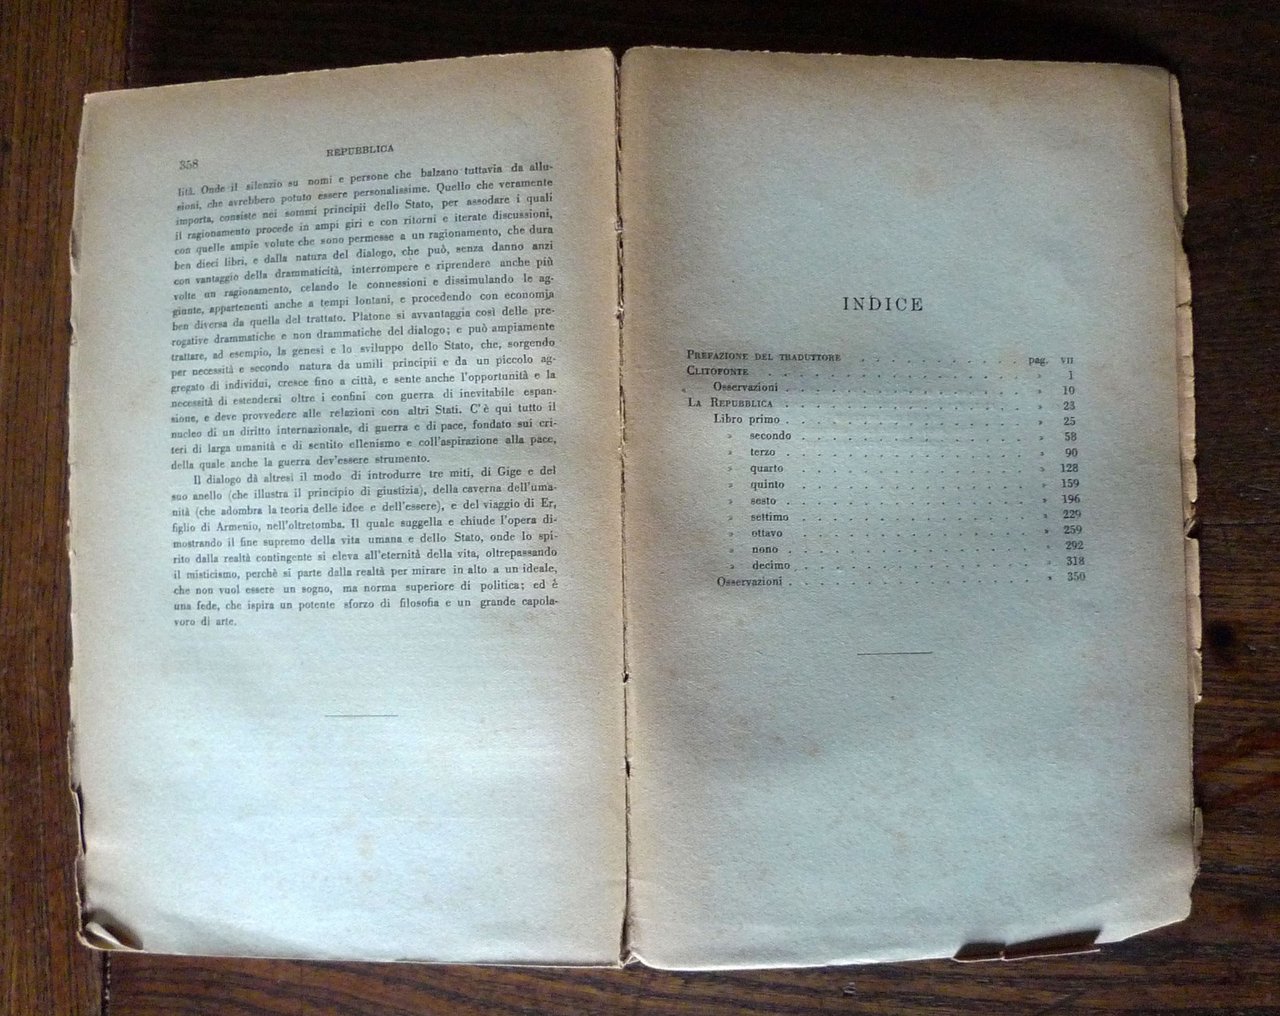 358
REPUBBLICA
lità. Onde il silenzio su nomi e persone che balzano tuttavia da allu-
sioni, che avrebbero potuto essere personalissime. Quello che veramente
importa, consiste nei sommi principii dello Stato, per assodare i quali
il ragionamento procede in ampi giri e con ritorni e iterate discussioni,
con quelle ampie volute che sono permesse a un ragionamento, che dura
ben dieci libri, e dalla natura del dialogo, che può, senza danno anzi
con vantaggio della drammaticità, interrompere e riprendere anche più
volte un ragionamento, celando le connessioni e dissimulando le ag-
giunte, appartenenti anche a tempi lontani, e procedendo con economia
ben diversa da quella del trattato. Platone si avvantaggia così delle pre-
rogative drammatiche e non drammatiche del dialogo; e può ampiamente
trattare, ad esempio, la genesi e lo sviluppo dello Stato, che, sorgendo
per necessità e secondo natura da umili principii e da un piccolo ag-
gregato di individui, cresce fino a città, e sente anche l'opportunità e la
necessità di estendersi oltre i confini con guerra di inevitabile espan-
sione, e deve provvedere alle relazioni con altri Stati. C'è qui tutto il
nucleo di un diritto internazionale, di guerra e di pace, fondato sui cri-
teri di larga umanità e di sentito ellenismo e coll'aspirazione alla pace,
della quale anche la guerra dev'essere strumento.
Il dialogo dà altresì il modo di introdurre tre miti, di Gige e del
suo anello (che illustra il principio di giustizia), della caverna dell'uma-
nità (che adombra la teoria delle idee e dell'essere), e del viaggio di Er,
figlio di Armenio, nell'oltretomba. Il quale suggella e chiude l'opera di-
mostrando il fine supremo della vita umana e dello Stato, onde lo spi-
rito dalla realtà contingente si eleva all'eternità della vita, oltrepassando
il misticismo, perchè si parte dalla realtà per mirare in alto a un ideale,
che non vuol essere un sogno, ma norma superiore di politica; ed è
una fede, che ispira un potente sforzo di filosofia e un grande capola-
voro di arte.
INDICE
PREFAZIONE DEL TRADUTTORE . . . . . . . . . . pag. VII
CLITOFONTE . . . . . . . . . . . . . . . . . » 1
» Osservazioni . . . . . . . . . . . . . . . . » 10
LA REPUBBLICA . . . . . . . . . . . . . . . . » 23
Libro primo . . . . . . . . . . . . . . . . » 25
» secondo . . . . . . . . . . . . . . . » 58
» terzo . . . . . . . . . . . . . . . . » 90
» quarto . . . . . . . . . . . . . . . » 128
» quinto . . . . . . . . . . . . . . . » 159
» sesto . . . . . . . . . . . . . . . . » 196
» settimo . . . . . . . . . . . . . . . » 229
» ottavo . . . . . . . . . . . . . . . » 259
» nono . . . . . . . . . . . . . . . . » 292
» decimo . . . . . . . . . . . . . . . » 318
Osservazioni . . . . . . . . . . . . . . . . » 350